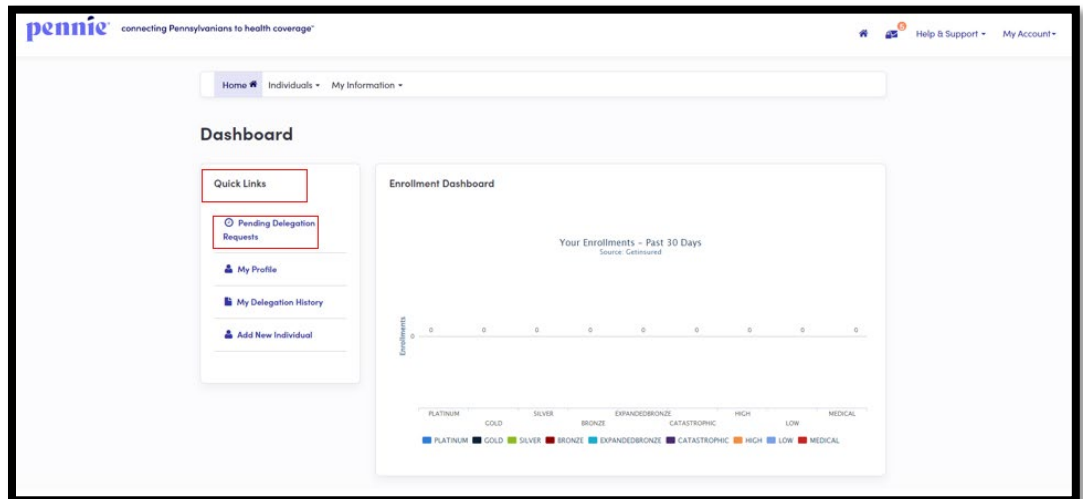 pennie connecting Pennsylvanians to health coverage™
5 Help & Support My Account
Home Individuals My Information
Dashboard
Quick Links
Pending Delegation
Requests
My Profile
My Delegation History
Add New Individual
Enrollment Dashboard
Your Enrollments - Past 30 Days
Source: Getinsured
Enrollments
0
0 0 0 0 0 0 0 0 0
PLATINUM SILVER EXPANDEDBRONZE HIGH MEDICAL
GOLD BRONZE CATASTROPHIC LOW
PLATINUM GOLD SILVER BRONZE EXPANDEDBRONZE CATASTROPHIC HIGH LOW MEDICAL